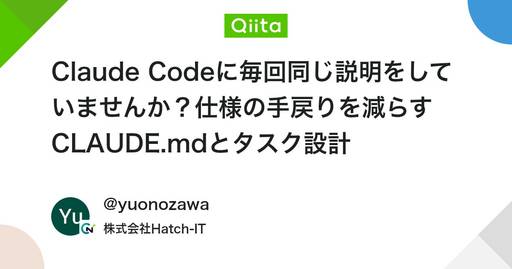 Qiita
Claude Codeに毎回同じ説明をして
いませんか？仕様の手戻りを減らす
CLAUDE.mdとタスク設計
Yu
@yuonozawa
株式会社Hatch-IT